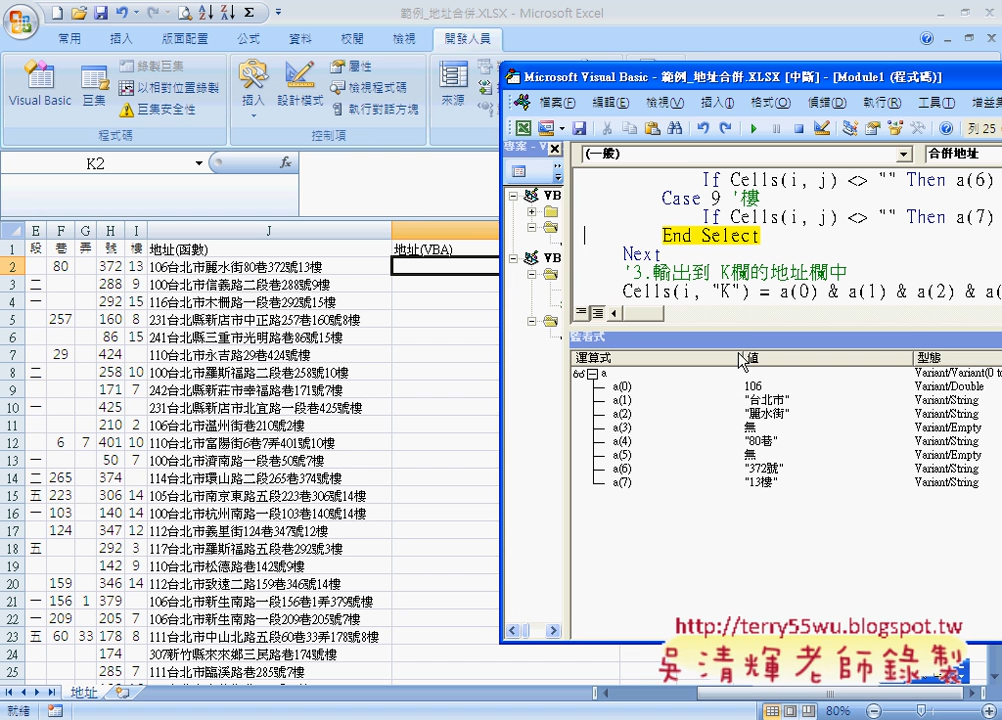 範例_地址合併.XLSX - Microsoft Excel
常用 插入 版面配置 公式 資料 校閱 檢視 開發人員
Visual Basic 巨集 錄製巨集 以相對位置錄製 巨集安全性
插入 設計模式 屬性 檢視程式碼 執行對話方塊 來源
程式碼 控制項
K2 fx
E F G H I J
1 段 巷 弄 號 樓 地址(函數) 地址(VBA)
2 80 372 13 106台北市麗水街80巷372號13樓
3 二 288 9 100台北市信義路二段巷288號9樓
4 一 292 15 116台北市木柵路一段巷292號15樓
5 257 160 8 231台北縣新店市中正路257巷160號8樓
6 86 15 241台北縣三重市光明路巷86號15樓
7 29 424 110台北市永吉路29巷424號樓
8 二 258 10 100台北市羅斯福路二段巷258號10樓
9 171 7 242台北縣新莊市幸福路巷171號7樓
10 一 425 231台北縣新店市北宜路一段巷425號樓
11 210 2 106台北市溫州街巷210號2樓
12 6 7 401 10 110台北市富陽街6巷7弄401號10樓
13 一 50 7 100台北市濟南路一段巷50號7樓
14 二 265 374 114台北市環山路二段265巷374號樓
15 五 223 306 14 105台北市南京東路五段223巷306號14樓
16 一 103 140 14 100台北市杭州南路一段103巷140號14樓
17 124 347 12 112台北市義里街124巷347號12樓
18 五 292 3 117台北市羅斯福路五段巷292號3樓
19 142 9 110台北市松德路巷142號9樓
20 159 346 14 112台北市致遠二路159巷346號14樓
21 一 156 1 379 106台北市新生南路一段156巷1弄379號樓
22 一 209 205 7 106台北市新生南路一段209巷205號7樓
23 五 60 33 178 8 111台北市中山北路五段60巷33弄178號8樓
24 174 307新竹縣來來鄉三民路巷174號樓
25 285 7 111台北市臨溪路巷285號7樓
地址
就緒 80%
Microsoft Visual Basic - 範例_地址合併.XLSX [中斷] - [Module1 (程式碼)]
檔案(F) 編輯(E) 檢視(V) 插入(I) 格式(O) 偵錯(D) 執行(R) 工具(T) 增益集
列 25
專案 - V
VB
VB
(一般) 合併地址
If Cells(i, j) <> "" Then a(6)
Case 9 '樓
If Cells(i, j) <> "" Then a(7)
End Select
Next
'3.輸出到 K欄的地址欄中
Cells(i, "K") = a(0) & a(1) & a(2) & a(
監看式
運算式 值 型態
a Variant/Variant(0 to
a(0) 106 Variant/Double
a(1) "台北市" Variant/String
a(2) "麗水街" Variant/String
a(3) 無 Variant/Empty
a(4) "80巷" Variant/String
a(5) 無 Variant/Empty
a(6) "372號" Variant/String
a(7) "13樓" Variant/String
http://terry55wu.blogspot.tw
吳清輝老師錄製